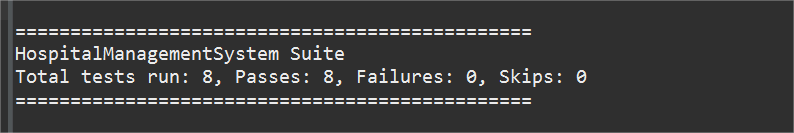 ===============================================
HospitalManagementSystem Suite
Total tests run: 8, Passes: 8, Failures: 0, Skips: 0
===============================================